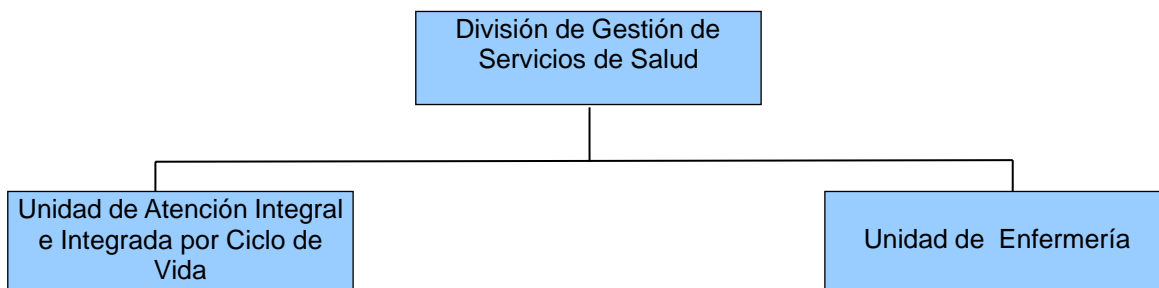 División de Gestión de
Servicios de Salud
Unidad de Atención Integral
e Integrada por Ciclo de
Vida
Unidad de  Enfermería